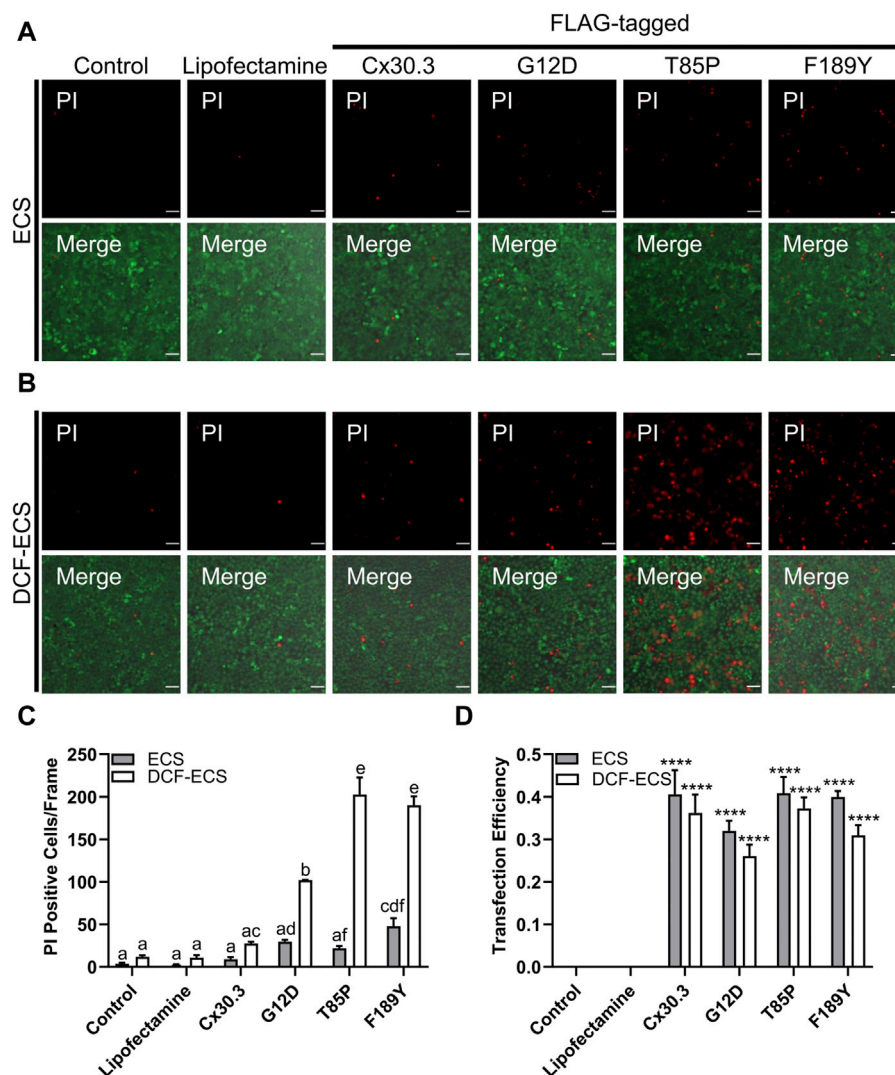 A
FLAG-tagged
Control Lipofectamine Cx30.3 G12D T85P F189Y
ECS
PI PI PI PI PI PI
Merge Merge Merge Merge Merge Merge
B
DCF-ECS
PI PI PI PI PI PI
Merge Merge Merge Merge Merge Merge
C
PI Positive Cells/Frame
250
200
150
100
50
0
ECS
DCF-ECS
a a a a a ac ad b af e cdf e
Control Lipofectamine Cx30.3 G12D T85P F189Y
D
Transfection Efficiency
0.5
0.4
0.3
0.2
0.1
0.0
ECS
DCF-ECS
**** **** **** **** **** **** **** ****
Control Lipofectamine Cx30.3 G12D T85P F189Y